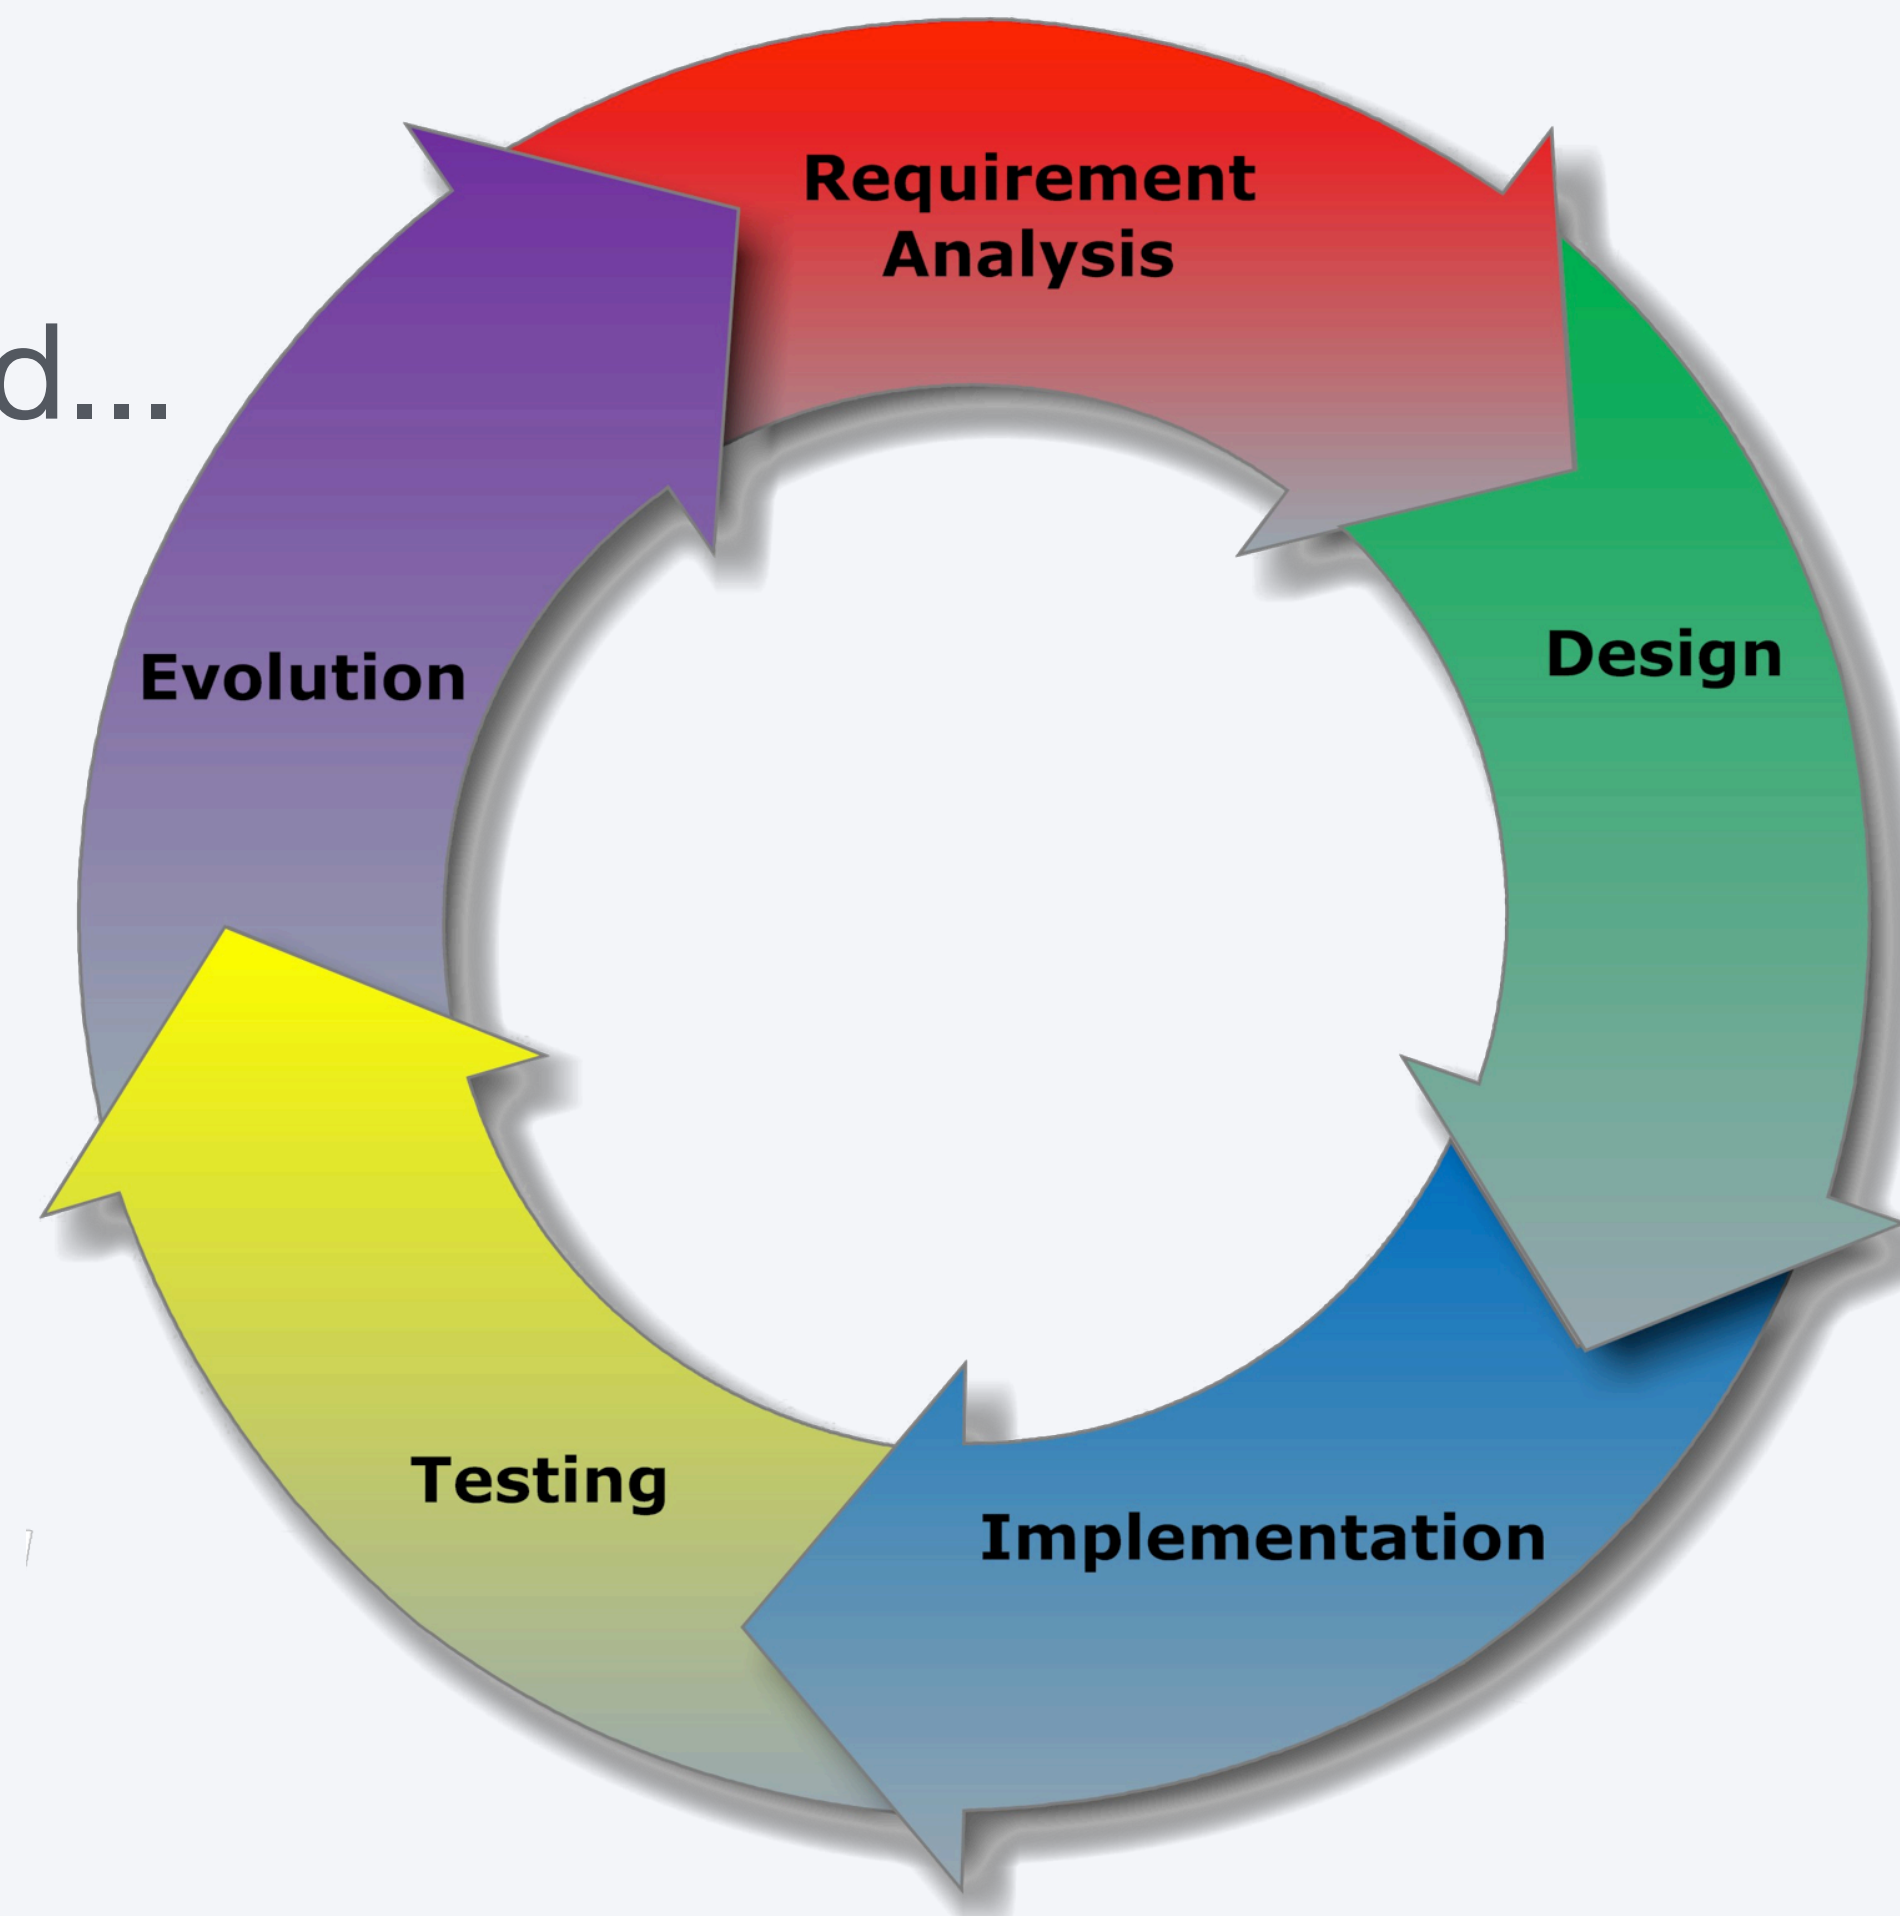 Requirement
Analysis
d...
Design
Evolution
Testing
Implementation